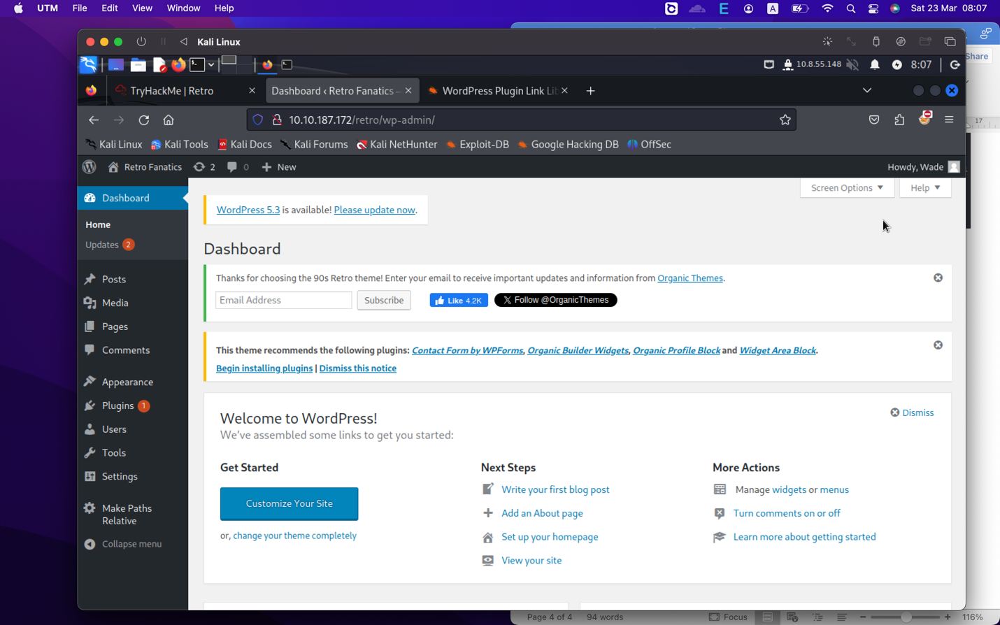 UTM File Edit View Window Help A Sat 23 Mar 08:07
Kali Linux
Share
10.8.55.148 8:07
TryHackMe | Retro Dashboard ‹ Retro Fanatics — WordPress Plugin Link Lib
10.10.187.172/retro/wp-admin/
17
Kali Linux Kali Tools Kali Docs Kali Forums Kali NetHunter Exploit-DB Google Hacking DB OffSec
Retro Fanatics 2 0 New Howdy, Wade
Dashboard
Home
Updates 2
Posts
Media
Pages
Comments
Appearance
Plugins 1
Users
Tools
Settings
Make Paths
Relative
Collapse menu
Screen Options Help
WordPress 5.3 is available! Please update now.
Dashboard
Thanks for choosing the 90s Retro theme! Enter your email to receive important updates and information from Organic Themes.
Email Address Subscribe Like 4.2K Follow @OrganicThemes
This theme recommends the following plugins: Contact Form by WPForms, Organic Builder Widgets, Organic Profile Block and Widget Area Block.
Begin installing plugins | Dismiss this notice
Welcome to WordPress! Dismiss
We've assembled some links to get you started:
Get Started
Customize Your Site
or, change your theme completely
Next Steps
Write your first blog post
Add an About page
Set up your homepage
View your site
More Actions
Manage widgets or menus
Turn comments on or off
Learn more about getting started
Page 4 of 4 94 words Focus 116%